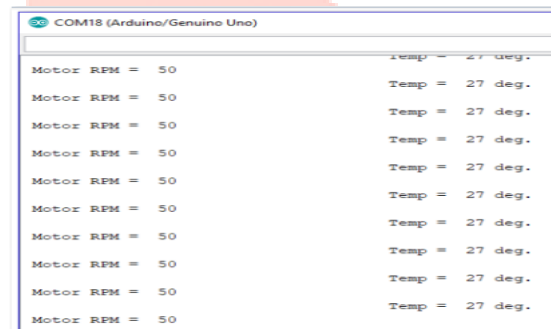 COM18 (Arduino/Genuino Uno)
Temp = 27 deg.
Motor RPM = 50
Temp = 27 deg.
Motor RPM = 50
Temp = 27 deg.
Motor RPM = 50
Temp = 27 deg.
Motor RPM = 50
Temp = 27 deg.
Motor RPM = 50
Temp = 27 deg.
Motor RPM = 50
Temp = 27 deg.
Motor RPM = 50
Temp = 27 deg.
Motor RPM = 50
Temp = 27 deg.
Motor RPM = 50
Temp = 27 deg.
Motor RPM = 50